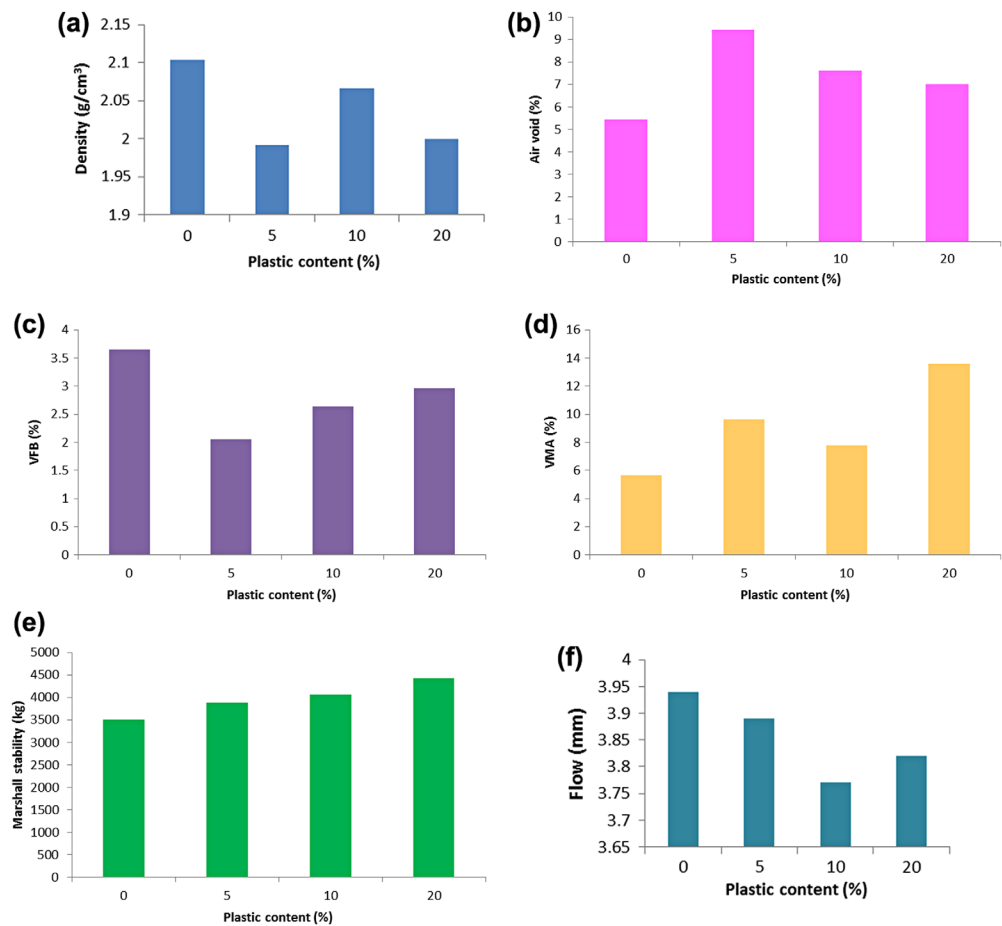 (a)
Density (g/cm³)
2.15
2.1
2.05
2
1.95
1.9
0 5 10 20
Plastic content (%)
(b)
Air void (%)
10
9
8
7
6
5
4
3
2
1
0
0 5 10 20
Plastic content (%)
(c)
VFB (%)
4
3.5
3
2.5
2
1.5
1
0.5
0
0 5 10 20
Plastic content (%)
(d)
VMA (%)
16
14
12
10
8
6
4
2
0
0 5 10 20
Plastic content (%)
(e)
Marshall stability (kg)
5000
4500
4000
3500
3000
2500
2000
1500
1000
500
0
0 5 10 20
Plastic content (%)
(f)
Flow (mm)
4
3.95
3.9
3.85
3.8
3.75
3.7
3.65
0 5 10 20
Plastic content (%)